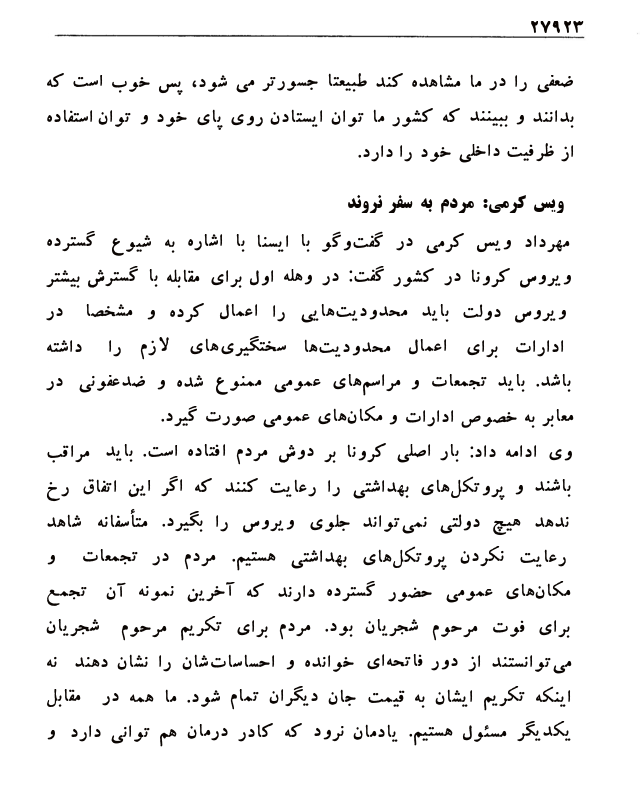 ۲۷۹۲۳
ضعفی را در ما مشاهده کند طبیعتا جسورتر می شود، پس خوب است که
بدانند و ببینند که کشور ما توان ایستادن روی پای خود و توان استفاده
از ظرفیت داخلی خود را دارد.
ویس کرمی: مردم به سفر نروند
مهرداد ویس کرمی در گفت‌وگو با ایسنا با اشاره به شیوع گسترده
ویروس کرونا در کشور گفت: در وهله اول برای مقابله با گسترش بیشتر
ویروس دولت باید محدودیت‌هایی را اعمال کرده و مشخصا در
ادارات برای اعمال محدودیت‌ها سختگیری‌های لازم را داشته
باشد. باید تجمعات و مراسم‌های عمومی ممنوع شده و ضدعفونی در
معابر به خصوص ادارات و مکان‌های عمومی صورت گیرد.
وی ادامه داد: بار اصلی کرونا بر دوش مردم افتاده است. باید مراقب
باشند و پروتکل‌های بهداشتی را رعایت کنند که اگر این اتفاق رخ
ندهد هیچ دولتی نمی‌تواند جلوی ویروس را بگیرد. متأسفانه شاهد
رعایت نکردن پروتکل‌های بهداشتی هستیم. مردم در تجمعات و
مکان‌های عمومی حضور گسترده دارند که آخرین نمونه آن تجمع
برای فوت مرحوم شجریان بود. مردم برای تکریم مرحوم شجریان
می‌توانستند از دور فاتحه‌ای خوانده و احساسات‌شان را نشان دهند نه
اینکه تکریم ایشان به قیمت جان دیگران تمام شود. ما همه در مقابل
یکدیگر مسئول هستیم. یادمان نرود که کادر درمان هم توانی دارد و